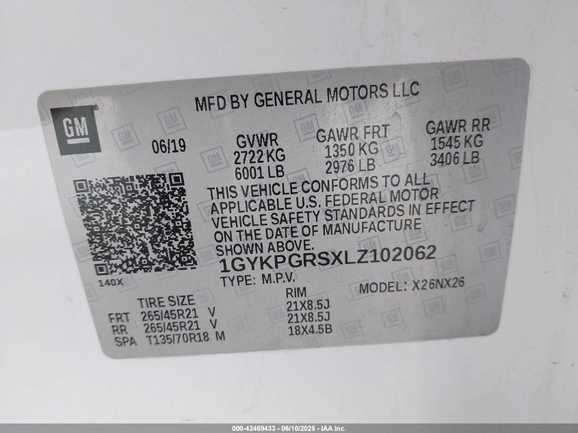 MFD BY GENERAL MOTORS LLC
GM
06/19 GVWR GAWR FRT GAWR RR
2722 KG 1350 KG 1545 KG
6001 LB 2976 LB 3406 LB
THIS VEHICLE CONFORMS TO ALL
APPLICABLE U.S. FEDERAL MOTOR
VEHICLE SAFETY STANDARDS IN EFFECT
ON THE DATE OF MANUFACTURE
SHOWN ABOVE.
1GYKPGRSXLZ102062
140X
TYPE: M.P.V. MODEL: X26NX26
TIRE SIZE RIM
FRT 265/45R21 V 21X8.5J
RR 265/45R21 V 21X8.5J
SPA T135/70R18 M 18X4.5B
000-42469433 - 06/10/2025 - IAA Inc.